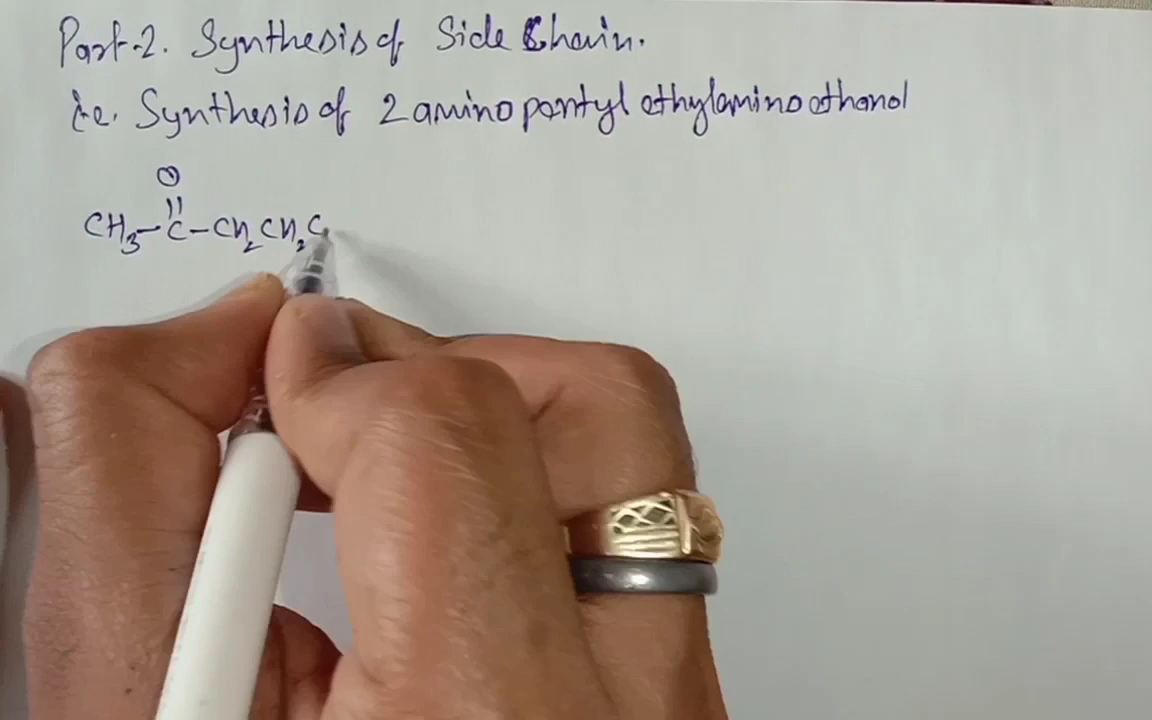 Part-2. Synthesis of Side Chain.
i.e. Synthesis of 2 amino pentyl ethylamino ethanol
O
||
CH₃-C-CH₂CH₂C